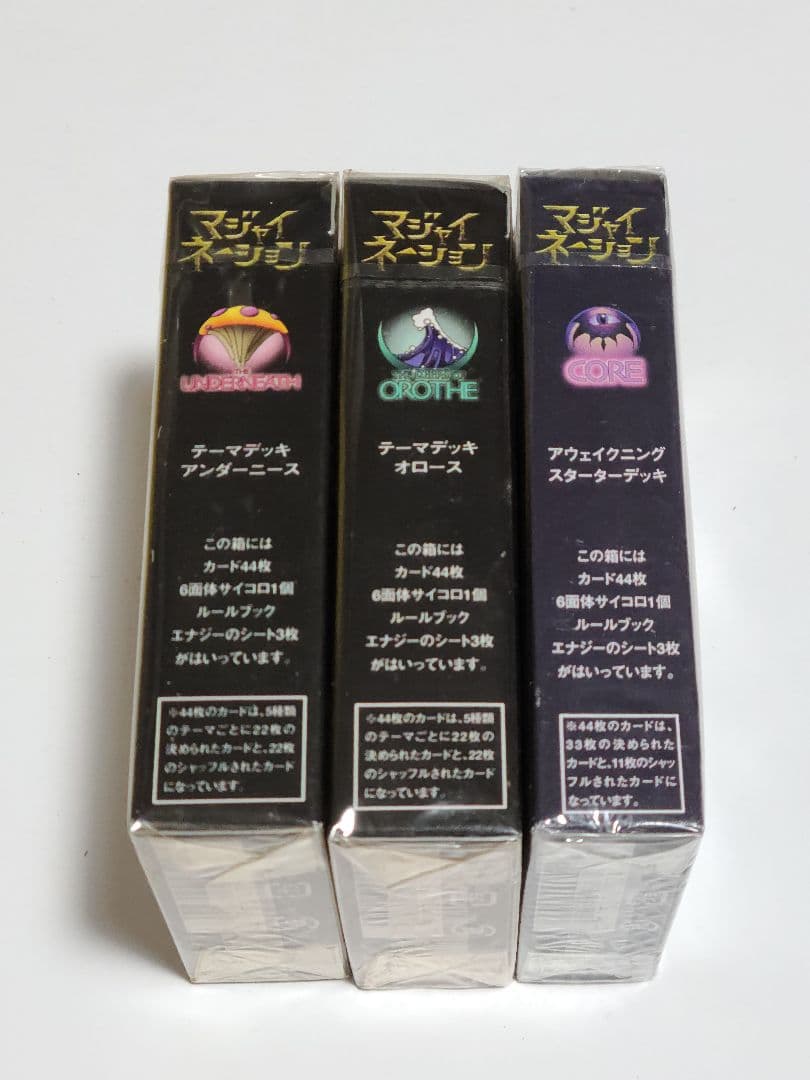 マジャイ
ネーション
THE
UNDERNEATH
テーマデッキ
アンダーニース
この箱には
カード44枚
6面体サイコロ1個
ルールブック
エナジーのシート3枚
がはいっています。
※44枚のカードは、5種類
のテーマごとに22枚の
決められたカードと、22枚
のシャッフルされたカード
になっています。
マジャイ
ネーション
OROTHE
テーマデッキ
オロース
この箱には
カード44枚
6面体サイコロ1個
ルールブック
エナジーのシート3枚
がはいっています。
※44枚のカードは、5種類
のテーマごとに22枚の
決められたカードと、22枚
のシャッフルされたカード
になっています。
マジャイ
ネーション
CORE
アウェイクニング
スターターデッキ
この箱には
カード44枚
6面体サイコロ1個
ルールブック
エナジーのシート3枚
がはいっています。
※44枚のカードは、
33枚の決められた
カードと、11枚のシャッ
フルされたカードに
なっています。